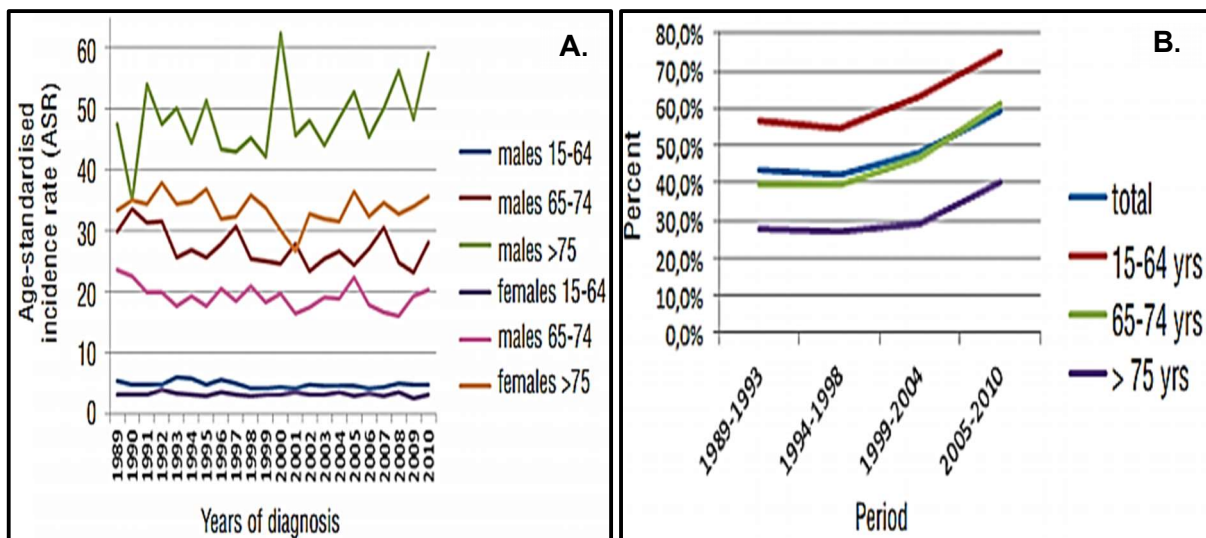 A.
Age-standardised
incidence rate (ASR)
60
50
40
30
20
10
0
1989
1990
1991
1992
1993
1994
1995
1996
1997
1998
1999
2000
2001
2002
2003
2004
2005
2006
2007
2008
2009
2010
Years of diagnosis
males 15-64
males 65-74
males >75
females 15-64
males 65-74
females >75
B.
Percent
80,0%
70,0%
60,0%
50,0%
40,0%
30,0%
20,0%
10,0%
0,0%
1989-1993
1994-1998
1999-2004
2005-2010
Period
total
15-64 yrs
65-74 yrs
> 75 yrs